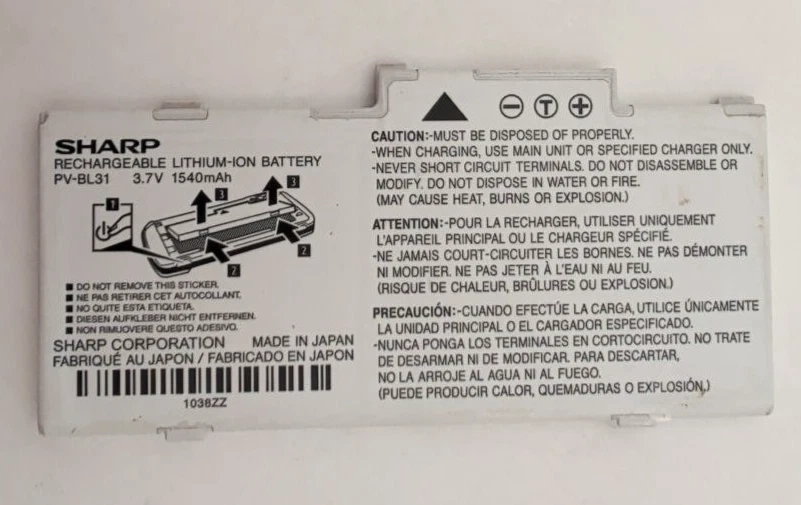 SHARP
RECHARGEABLE LITHIUM-ION BATTERY
PV-BL31 3.7V 1540mAh
1
3
3
2
2
■ DO NOT REMOVE THIS STICKER.
■ NE PAS RETIRER CET AUTOCOLLANT.
■ NO QUITE ESTA ETIQUETA.
■ DIESEN AUFKLEBER NICHT ENTFERNEN.
■ NON RIMUOVERE QUESTO ADESIVO.
SHARP CORPORATION MADE IN JAPAN
FABRIQUÉ AU JAPON / FABRICADO EN JAPON
1038ZZ
− T +
CAUTION:-MUST BE DISPOSED OF PROPERLY.
-WHEN CHARGING, USE MAIN UNIT OR SPECIFIED CHARGER ONLY.
-NEVER SHORT CIRCUIT TERMINALS. DO NOT DISASSEMBLE OR
MODIFY. DO NOT DISPOSE IN WATER OR FIRE.
(MAY CAUSE HEAT, BURNS OR EXPLOSION.)
ATTENTION:-POUR LA RECHARGER, UTILISER UNIQUEMENT
L'APPAREIL PRINCIPAL OU LE CHARGEUR SPÉCIFIÉ.
-NE JAMAIS COURT-CIRCUITER LES BORNES. NE PAS DÉMONTER
NI MODIFIER. NE PAS JETER À L'EAU NI AU FEU.
(RISQUE DE CHALEUR, BRÛLURES OU EXPLOSION.)
PRECAUCIÓN:-CUANDO EFECTÚE LA CARGA, UTILICE ÚNICAMENTE
LA UNIDAD PRINCIPAL O EL CARGADOR ESPECIFICADO.
-NUNCA PONGA LOS TERMINALES EN CORTOCIRCUITO. NO TRATE
DE DESARMAR NI DE MODIFICAR. PARA DESCARTAR,
NO LA ARROJE AL AGUA NI AL FUEGO.
(PUEDE PRODUCIR CALOR, QUEMADURAS O EXPLOSIÓN.)